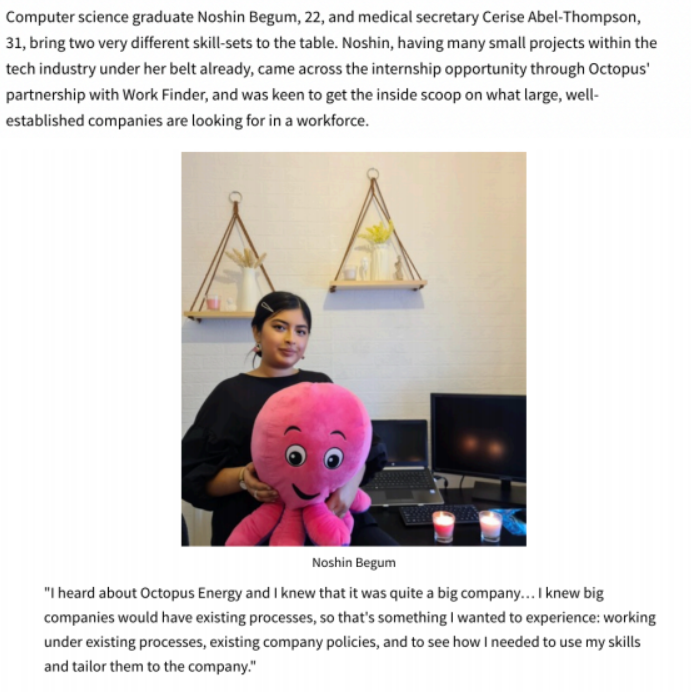 Computer science graduate Noshin Begum, 22, and medical secretary Cerise Abel-Thompson,
31, bring two very different skill-sets to the table. Noshin, having many small projects within the
tech industry under her belt already, came across the internship opportunity through Octopus'
partnership with Work Finder, and was keen to get the inside scoop on what large, well-
established companies are looking for in a workforce.
Noshin Begum
"I heard about Octopus Energy and I knew that it was quite a big company... I knew big
companies would have existing processes, so that's something I wanted to experience: working
under existing processes, existing company policies, and to see how I needed to use my skills
and tailor them to the company."